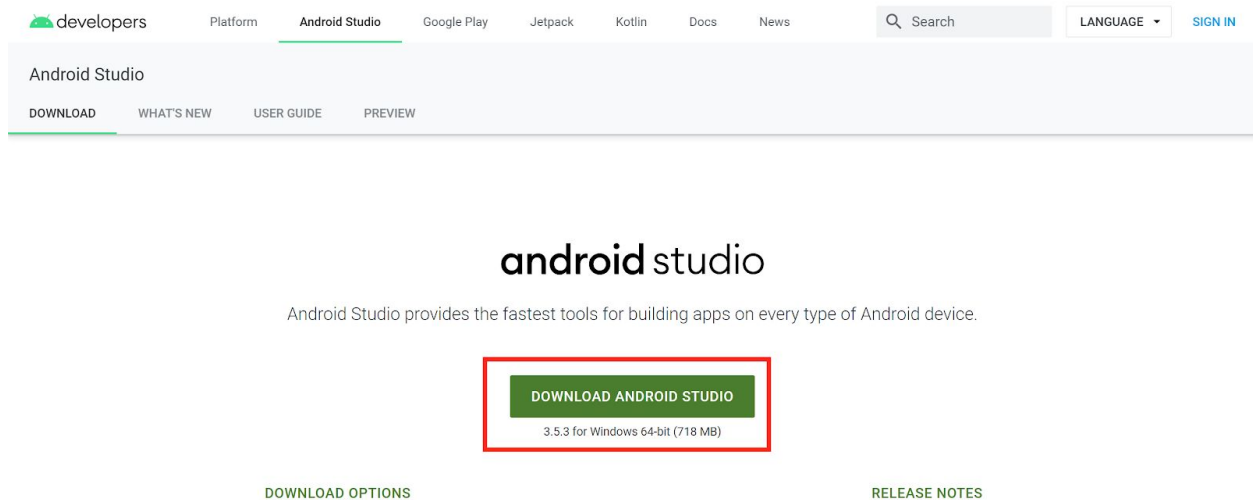 developers Platform Android Studio Google Play Jetpack Kotlin Docs News Search LANGUAGE SIGN IN
Android Studio
DOWNLOAD WHAT'S NEW USER GUIDE PREVIEW
android studio
Android Studio provides the fastest tools for building apps on every type of Android device.
DOWNLOAD ANDROID STUDIO
3.5.3 for Windows 64-bit (718 MB)
DOWNLOAD OPTIONS RELEASE NOTES